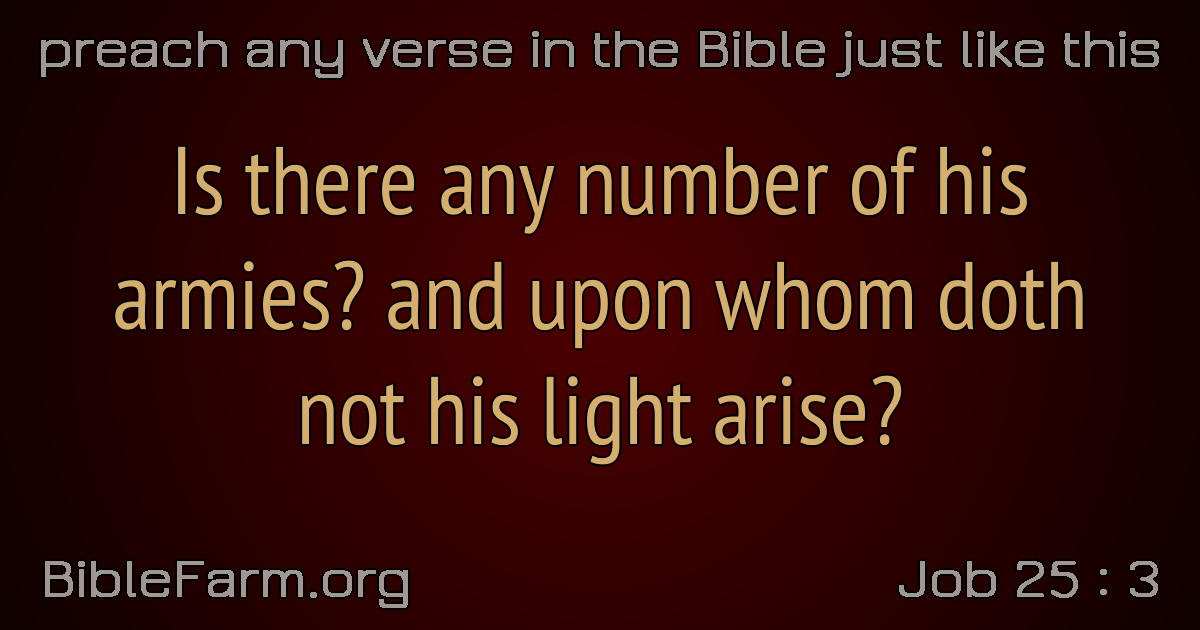 preach any verse in the Bible just like this
Is there any number of his
armies? and upon whom doth
not his light arise?
BibleFarm.org
Job 25 : 3